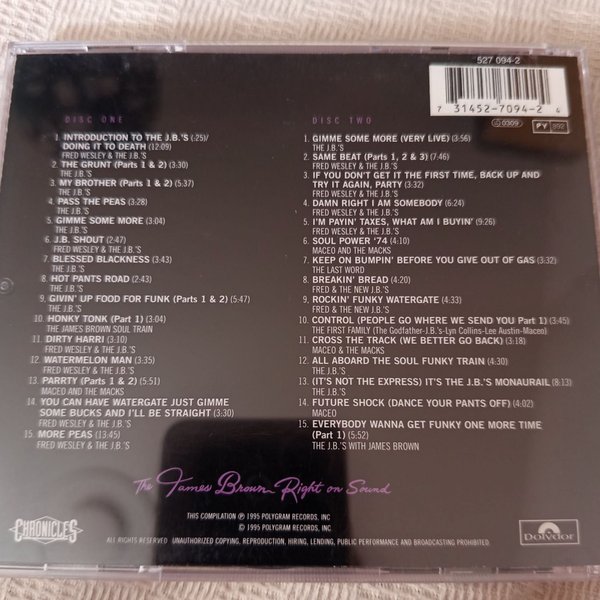 527 094-2
7 31452-7094-2 4
0309
PY 992
DISC ONE
1. INTRODUCTION TO THE J.B.'S (:25)/
DOING IT TO DEATH (12:09)
FRED WESLEY & THE J.B.'S
2. THE GRUNT (Parts 1 & 2) (3:30)
THE J.B.'S
3. MY BROTHER (Parts 1 & 2) (5:37)
THE J.B.'S
4. PASS THE PEAS (3:28)
THE J.B.'S
5. GIMME SOME MORE (3:04)
THE J.B.'S
6. J.B. SHOUT (2:47)
FRED WESLEY & THE J.B.'S
7. BLESSED BLACKNESS (3:43)
THE J.B.'S
8. HOT PANTS ROAD (2:43)
THE J.B.'S
9. GIVIN' UP FOOD FOR FUNK (Parts 1 & 2) (5:47)
THE J.B.'S
10. HONKY TONK (Part 1) (3:04)
THE JAMES BROWN SOUL TRAIN
11. DIRTY HARRI (3:10)
FRED WESLEY & THE J.B.'S
12. WATERMELON MAN (3:35)
FRED WESLEY & THE J.B.'S
13. PARRTY (Parts 1 & 2) (5:51)
MACEO AND THE MACKS
14. YOU CAN HAVE WATERGATE JUST GIMME
SOME BUCKS AND I'LL BE STRAIGHT (3:30)
FRED WESLEY & THE J.B.'S
15. MORE PEAS (13:45)
FRED WESLEY & THE J.B.'S
DISC TWO
1. GIMME SOME MORE (VERY LIVE) (3:56)
THE J.B.'S
2. SAME BEAT (Parts 1, 2 & 3) (7:46)
FRED WESLEY & THE J.B.'S
3. IF YOU DON'T GET IT THE FIRST TIME, BACK UP AND
TRY IT AGAIN, PARTY (3:32)
FRED WESLEY & THE J.B.'S
4. DAMN RIGHT I AM SOMEBODY (6:24)
FRED WESLEY & THE J.B.'S
5. I'M PAYIN' TAXES, WHAT AM I BUYIN' (9:26)
FRED WESLEY & THE J.B.'S
6. SOUL POWER '74 (4:10)
MACEO AND THE MACKS
7. KEEP ON BUMPIN' BEFORE YOU GIVE OUT OF GAS (3:32)
THE LAST WORD
8. BREAKIN' BREAD (4:20)
FRED & THE NEW J.B.'S
9. ROCKIN' FUNKY WATERGATE (4:33)
FRED & THE NEW J.B.'S
10. CONTROL (PEOPLE GO WHERE WE SEND YOU Part 1) (3:45)
THE FIRST FAMILY (The Godfather-J.B.'s-Lyn Collins-Lee Austin-Maceo)
11. CROSS THE TRACK (WE BETTER GO BACK) (3:18)
MACEO & THE MACKS
12. ALL ABOARD THE SOUL FUNKY TRAIN (4:30)
THE J.B.'S
13. (IT'S NOT THE EXPRESS) IT'S THE J.B.'S MONAURAIL (8:13)
THE J.B.'S
14. FUTURE SHOCK (DANCE YOUR PANTS OFF) (4:02)
MACEO
15. EVERYBODY WANNA GET FUNKY ONE MORE TIME
(Part 1) (5:52)
THE J.B.'S WITH JAMES BROWN
The James Brown Right on Sound
THIS COMPILATION ℗ 1995 POLYGRAM RECORDS, INC
© 1995 POLYGRAM RECORDS, INC
ALL RIGHTS RESERVED UNAUTHORIZED COPYING, REPRODUCTION, HIRING, LENDING, PUBLIC PERFORMANCE AND BROADCASTING PROHIBITED.
CHRONICLES
Polydor